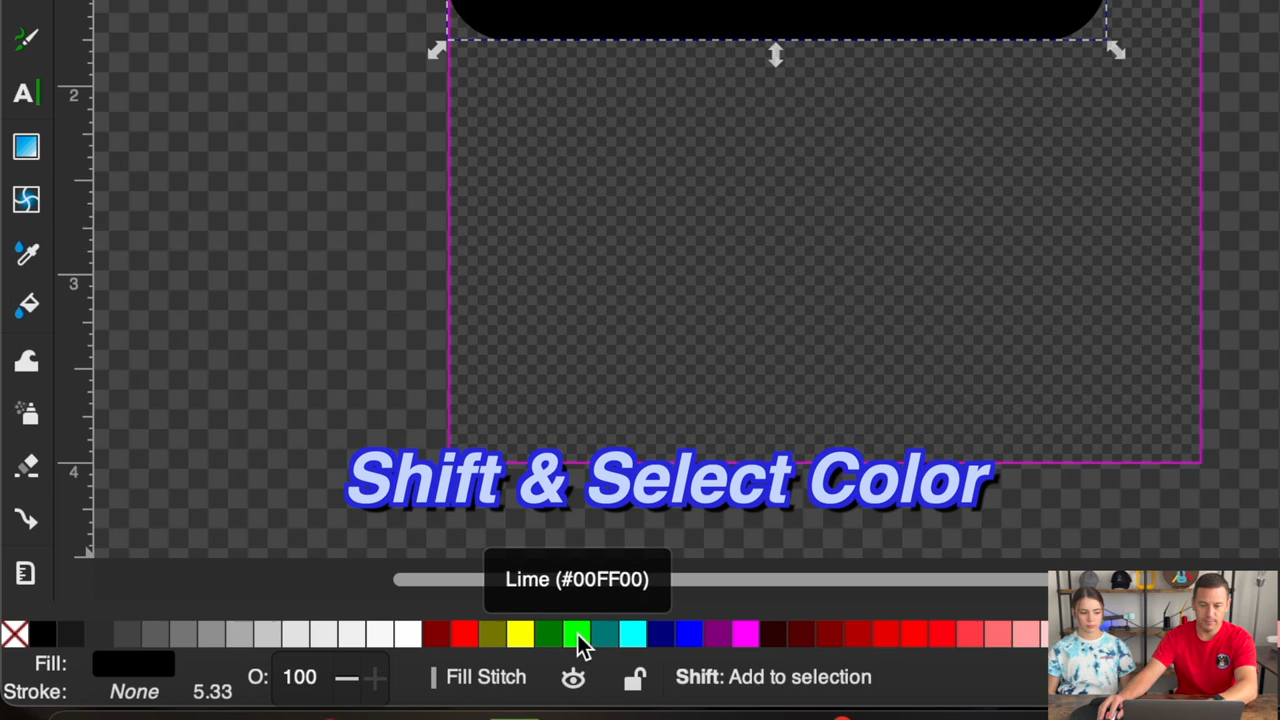 A
2
3
4
Shift & Select Color
Lime (#00FF00)
Fill:
O: 100
Fill Stitch
Shift: Add to selection
Stroke:
None
5.33